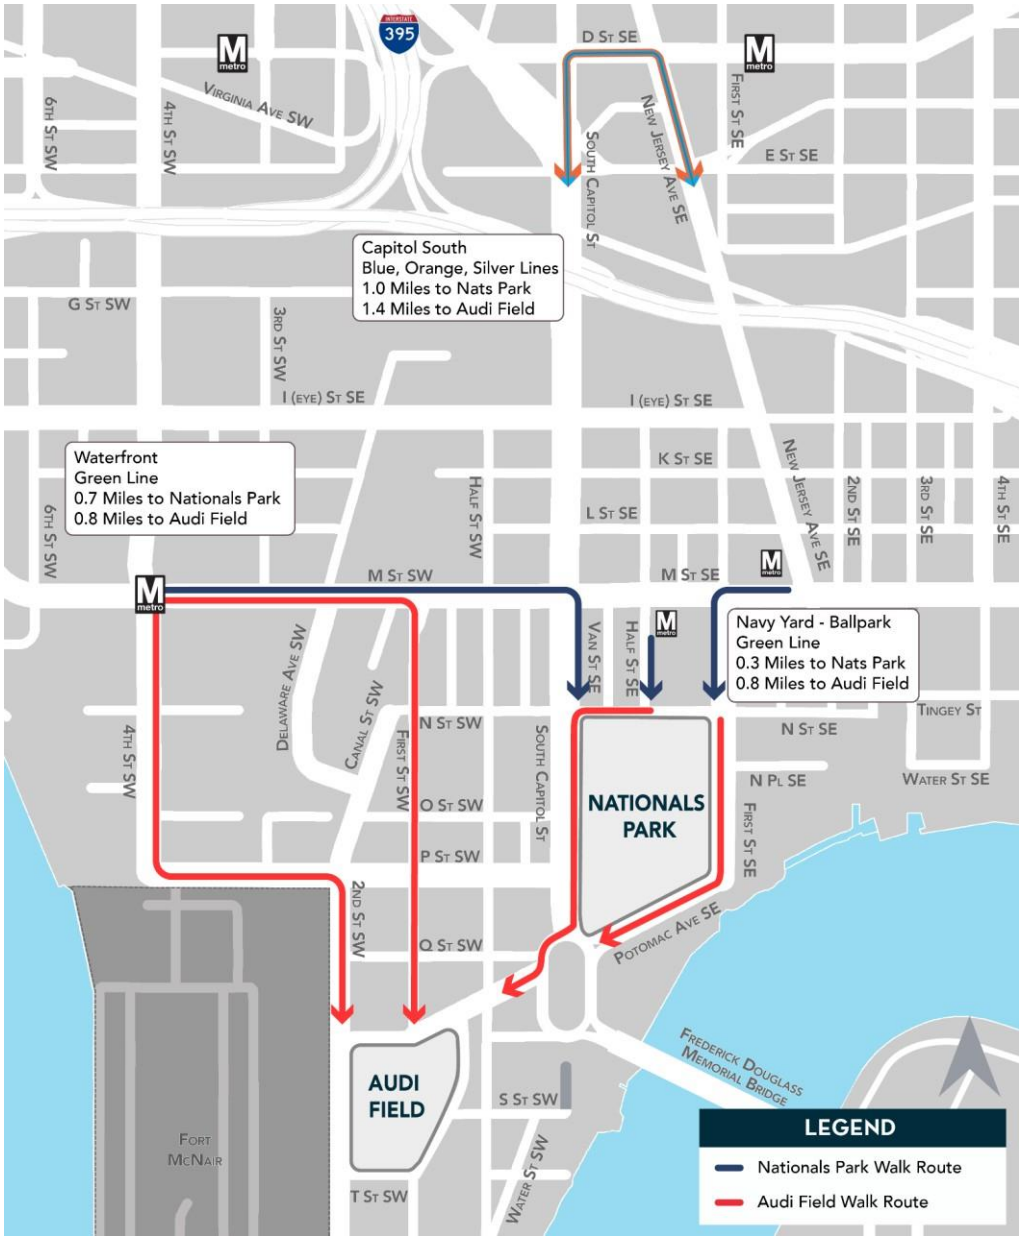 INTERSTATE
395
D ST SE
M
metro
M
metro
VIRGINIA AVE SW
6TH ST SW
4TH ST SW
FIRST ST SE
NEW JERSEY AVE SE
SOUTH CAPITOL ST
E ST SE
Capitol South
Blue, Orange, Silver Lines
1.0 Miles to Nats Park
1.4 Miles to Audi Field
G ST SW
3RD ST SW
I (EYE) ST SE
I (EYE) ST SE
Waterfront
Green Line
0.7 Miles to Nationals Park
0.8 Miles to Audi Field
K ST SE
NEW JERSEY AVE SE
HALF ST SW
2ND ST SE
3RD ST SE
4TH ST SE
6TH ST SW
L ST SE
M ST SW
M ST SE
M
metro
M
metro
M
metro
Navy Yard - Ballpark
Green Line
0.3 Miles to Nats Park
0.8 Miles to Audi Field
VAN ST SE
HALF ST SE
DELAWARE AVE SW
CANAL ST SW
TINGEY ST
N ST SW
N ST SE
4TH ST SW
FIRST ST SW
SOUTH CAPITOL ST
N PL SE
WATER ST SE
NATIONALS
PARK
O ST SW
FIRST ST SE
P ST SW
2ND ST SW
POTOMAC AVE SE
Q ST SW
FREDERICK DOUGLASS
MEMORIAL BRIDGE
AUDI
FIELD
S ST SW
FORT
MCNAIR
WATER ST SW
T ST SW
LEGEND
Nationals Park Walk Route
Audi Field Walk Route